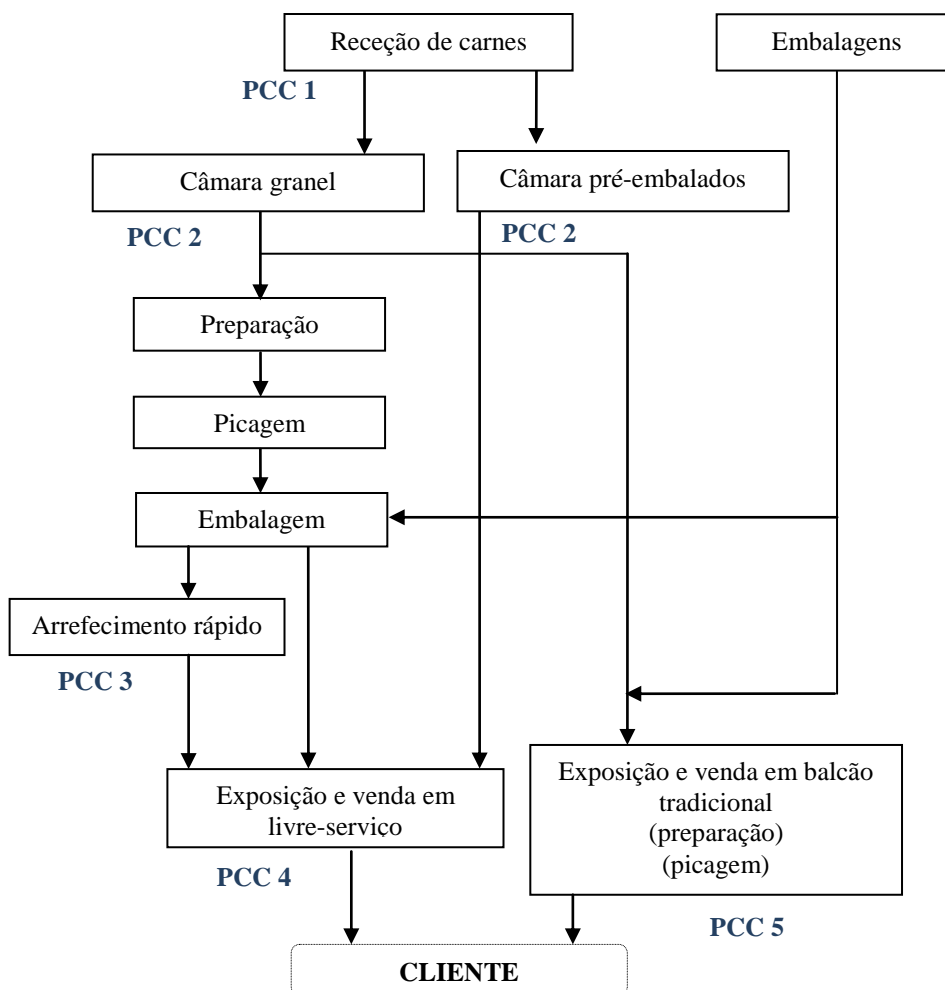 Receção de carnes
Embalagens
PCC 1
Câmara granel
Câmara pré-embalados
PCC 2
PCC 2
Preparação
Picagem
Embalagem
Arrefecimento rápido
PCC 3
Exposição e venda em
livre-serviço
Exposição e venda em balcão
tradicional
(preparação)
(picagem)
PCC 4
PCC 5
CLIENTE